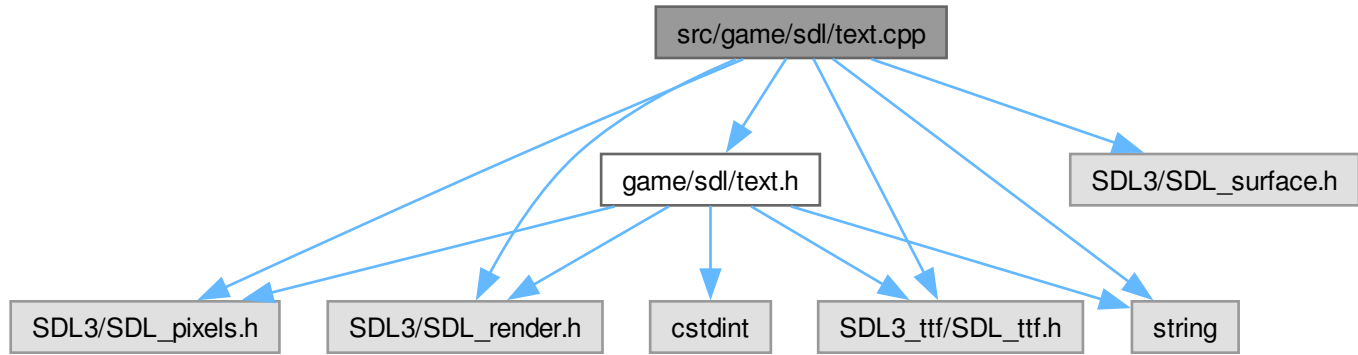 src/game/sdl/text.cpp
game/sdl/text.h
SDL3/SDL_surface.h
SDL3/SDL_pixels.h
SDL3/SDL_render.h
cstdint
SDL3_ttf/SDL_ttf.h
string